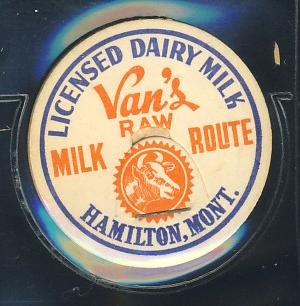 LICENSED DAIRY MILK
Van's
RAW
MILK ROUTE
HAMILTON, MONT.